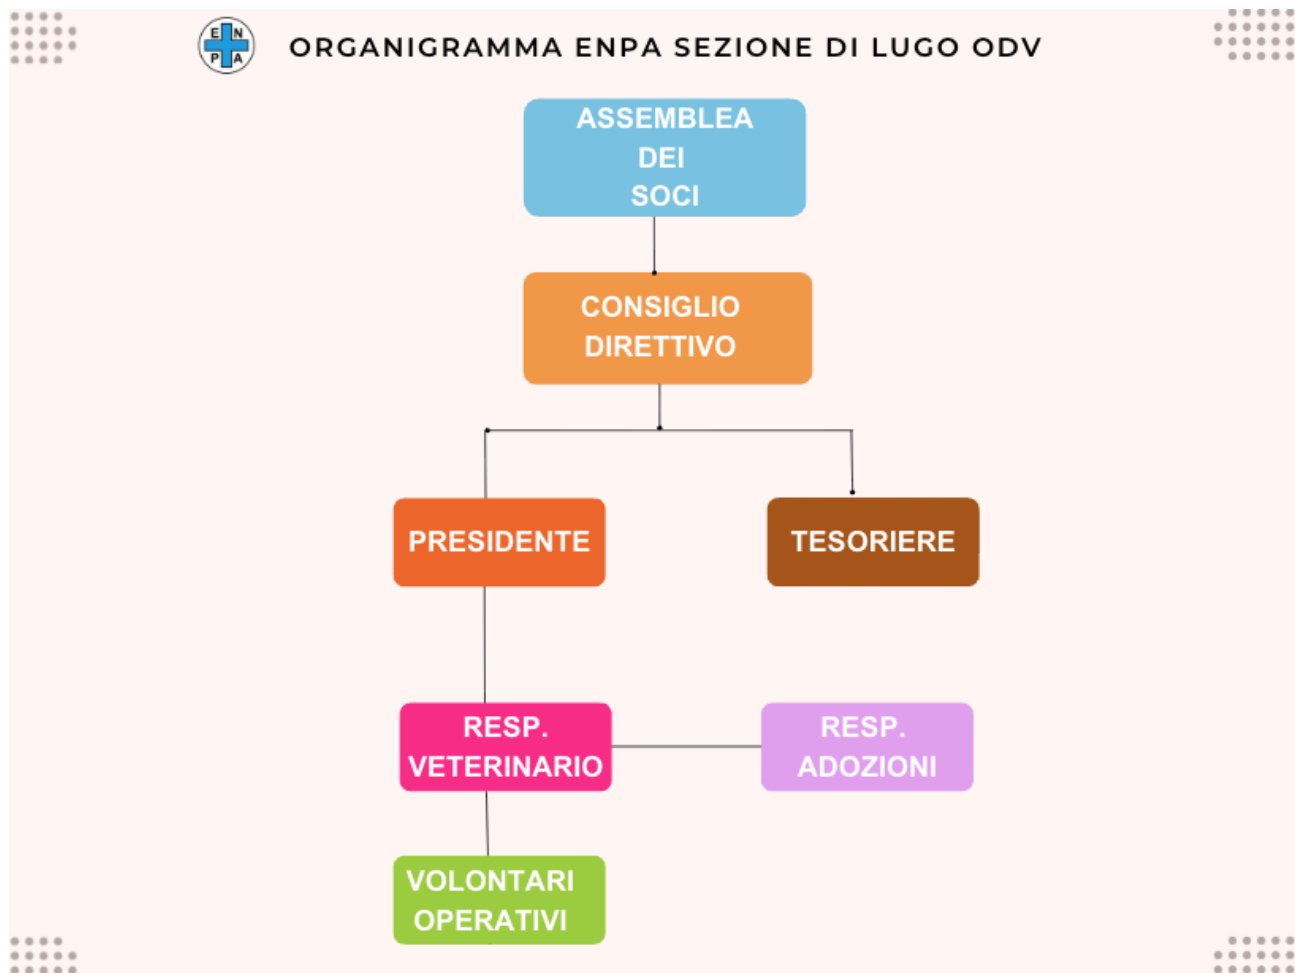 E N
P A
ORGANIGRAMMA ENPA SEZIONE DI LUGO ODV
ASSEMBLEA
DEI
SOCI
CONSIGLIO
DIRETTIVO
PRESIDENTE
TESORIERE
RESP.
VETERINARIO
RESP.
ADOZIONI
VOLONTARI
OPERATIVI